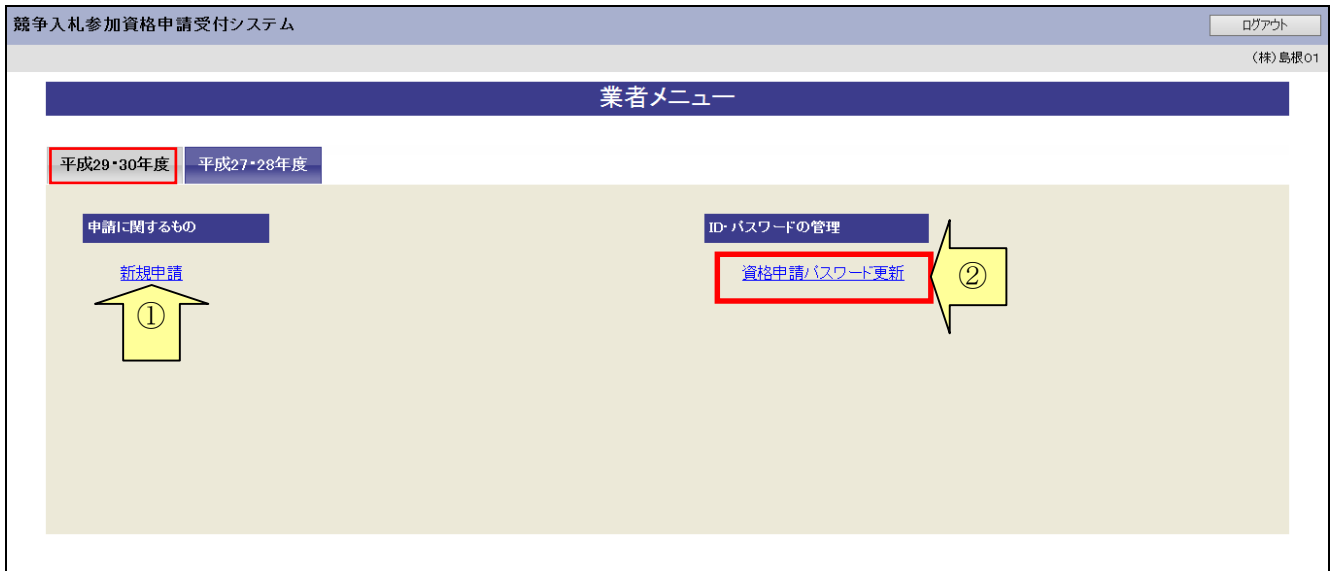 競争入札参加資格申請受付システム
ログアウト
(株)島根01
業者メニュー
平成29・30年度
平成27・28年度
申請に関するもの
ID・パスワードの管理
新規申請
資格申請パスワード更新
①
②